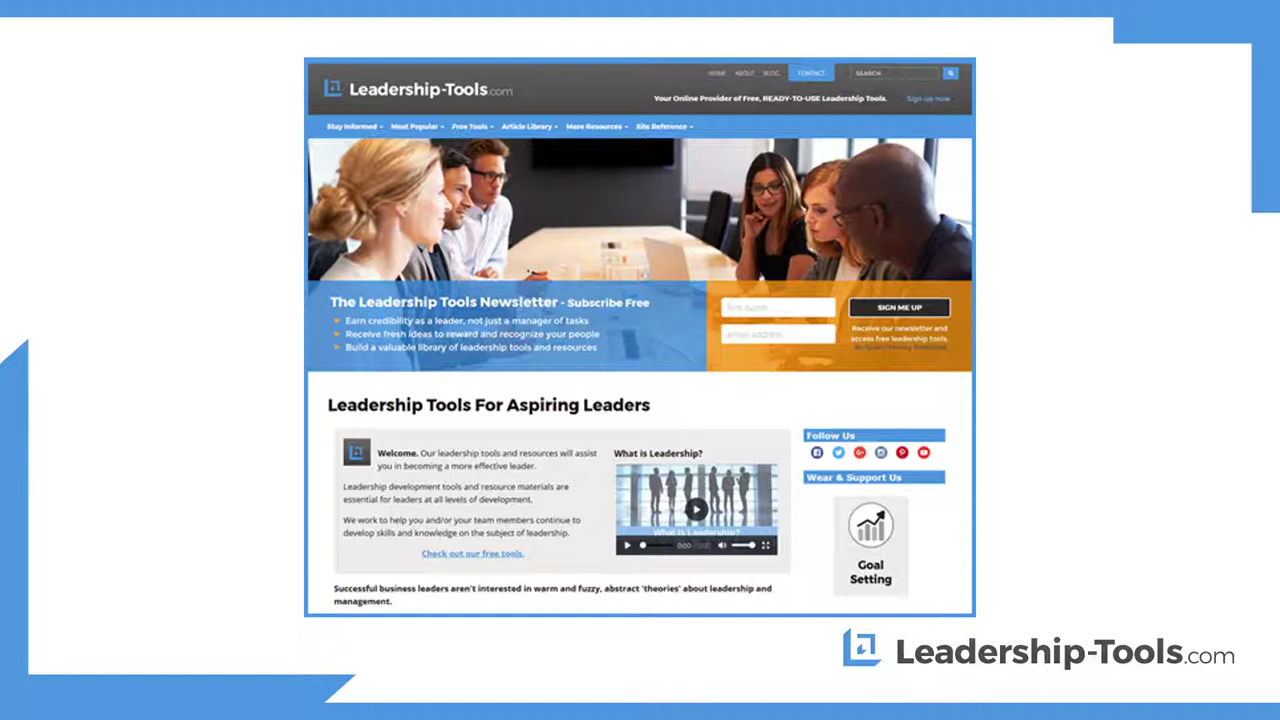 HOME ABOUT BLOG CONTACT SEARCH
Leadership-Tools.com
Your Online Provider of Free, READY-TO-USE Leadership Tools. Sign up now
Stay Informed Most Popular Free Tools Article Library More Resources Site Reference
The Leadership Tools Newsletter - Subscribe Free
Earn credibility as a leader, not just a manager of tasks
Receive fresh ideas to reward and recognize your people
Build a valuable library of leadership tools and resources
first name
email address
SIGN ME UP
Receive our newsletter and
access free leadership tools.
Leadership Tools For Aspiring Leaders
Welcome. Our leadership tools and resources will assist
you in becoming a more effective leader.
Leadership development tools and resource materials are
essential for leaders at all levels of development.
We work to help you and/or your team members continue to
develop skills and knowledge on the subject of leadership.
Check out our free tools.
What is Leadership?
What is Leadership?
0:00
Follow Us
Wear & Support Us
Goal
Setting
Successful business leaders aren't interested in warm and fuzzy, abstract 'theories' about leadership and
management.
Leadership-Tools.com